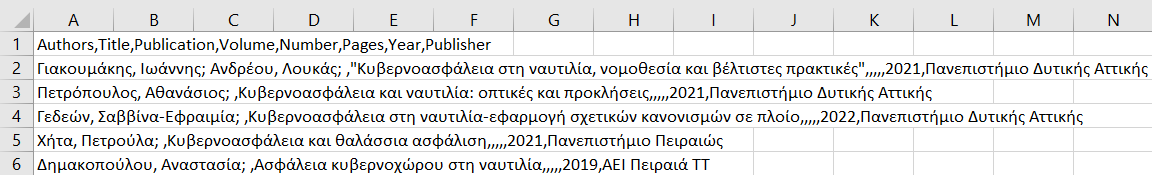 A B C D E F G H I J K L M N
1 Authors,Title,Publication,Volume,Number,Pages,Year,Publisher
2 Γιακουμάκης, Ιωάννης; Ανδρέου, Λουκάς; ,"Κυβερνοασφάλεια στη ναυτιλία, νομοθεσία και βέλτιστες πρακτικές",,,,,2021,Πανεπιστήμιο Δυτικής Αττικής
3 Πετρόπουλος, Αθανάσιος; ,Κυβερνοασφάλεια και ναυτιλία: οπτικές και προκλήσεις,,,,,2021,Πανεπιστήμιο Δυτικής Αττικής
4 Γεδεών, Σαββίνα-Εφραιμία; ,Κυβερνοασφάλεια στη ναυτιλία-εφαρμογή σχετικών κανονισμών σε πλοίο,,,,,2022,Πανεπιστήμιο Δυτικής Αττικής
5 Χήτα, Πετρούλα; ,Κυβερνοασφάλεια και θαλάσσια ασφάλιση,,,,,2021,Πανεπιστήμιο Πειραιώς
6 Δημακοπούλου, Αναστασία; ,Ασφάλεια κυβερνοχώρου στη ναυτιλία,,,,,2019,ΑΕΙ Πειραιά ΤΤ